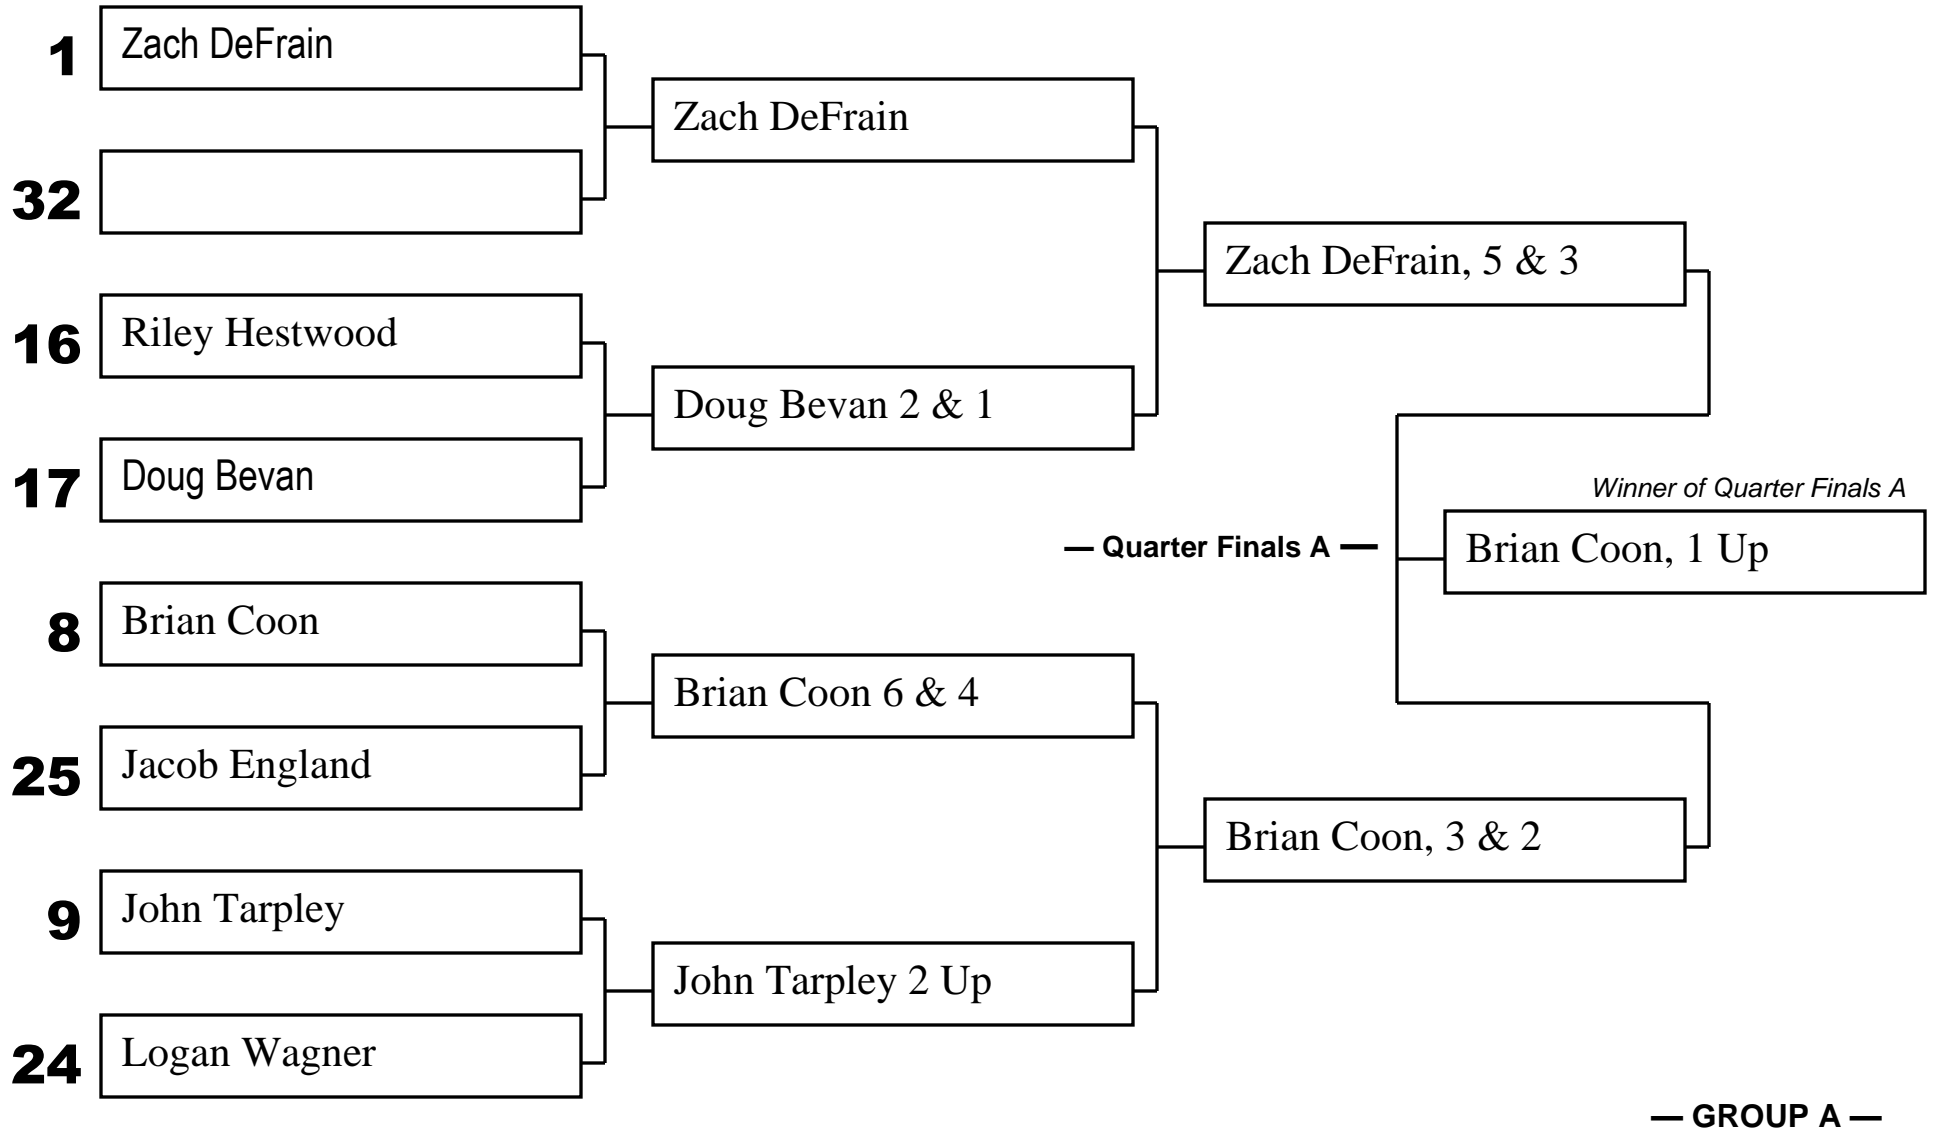 1 Zach DeFrain
Zach DeFrain
32
Zach DeFrain, 5 & 3
16 Riley Hestwood
Doug Bevan 2 & 1
17 Doug Bevan
Winner of Quarter Finals A
— Quarter Finals A —
Brian Coon, 1 Up
8 Brian Coon
Brian Coon 6 & 4
25 Jacob England
Brian Coon, 3 & 2
9 John Tarpley
John Tarpley 2 Up
24 Logan Wagner
— GROUP A —